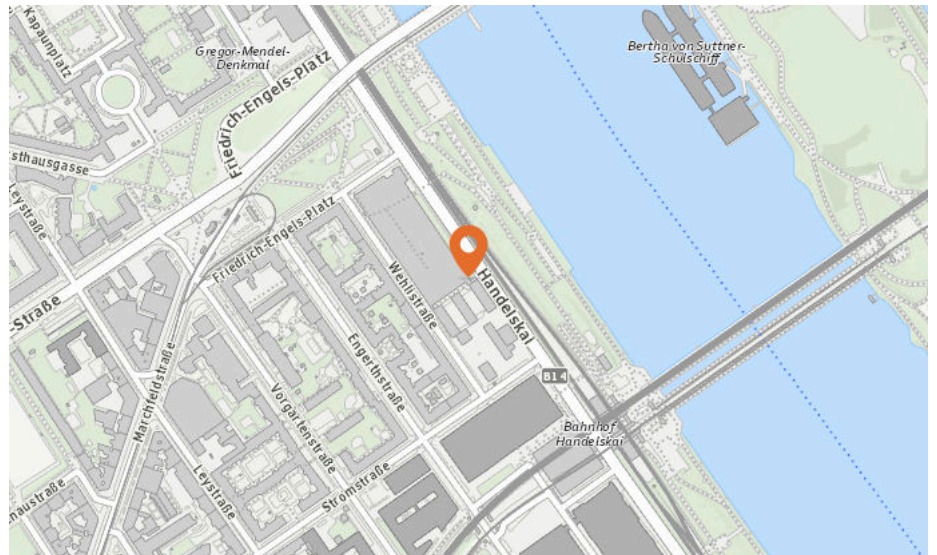 Kapaunplatz
Gregor-Mendel-
Denkmal
Bertha von Suttner-
Schulschiff
Friedrich-Engels-Platz
sthausgasse
Leystraße
Friedrich-Engels-Platz
Handelskai
Wehlistraße
-Straße
Marchfeldstraße
Engerthstraße
B14
Vorgartenstraße
Bahnhof
Handelskai
Leystraße
Stromstraße
naustraße